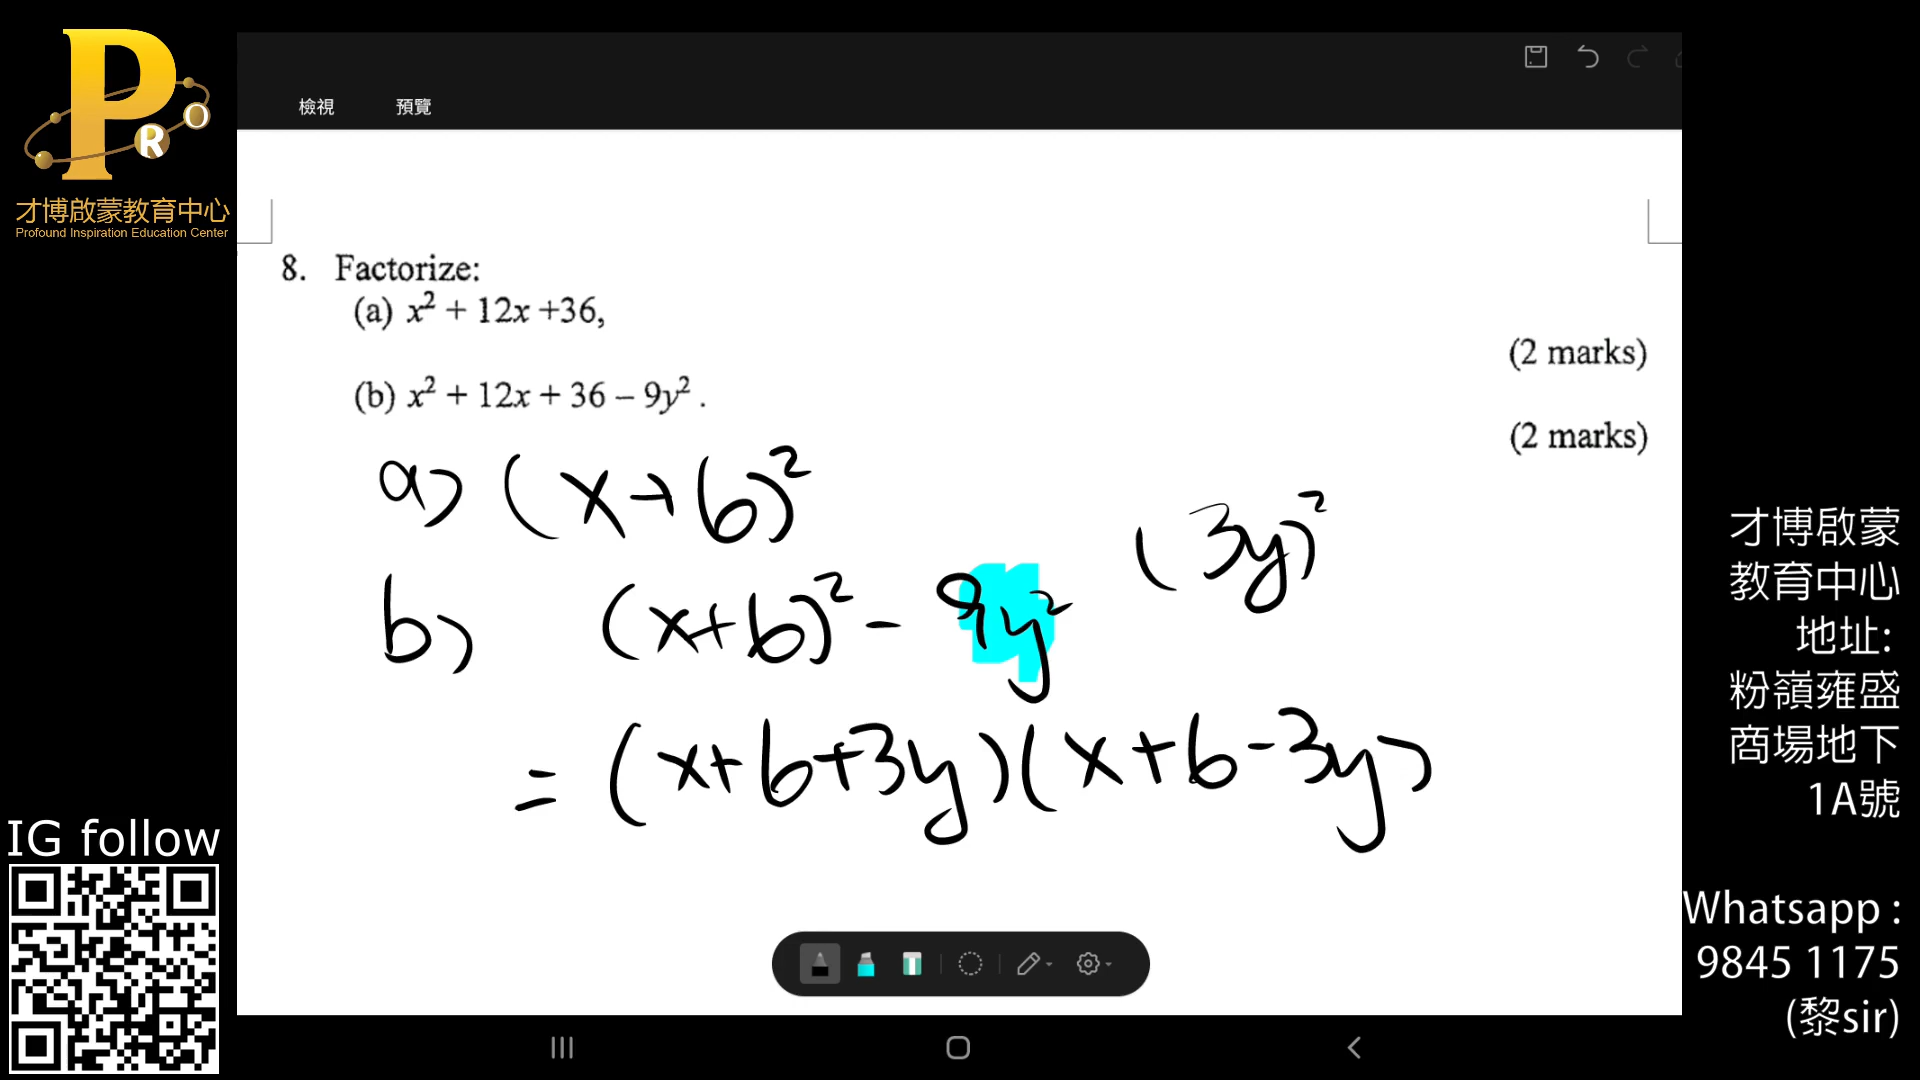 PRO
才博啟蒙教育中心
Profound Inspiration Education Center
檢視 預覽
8. Factorize:
(a) x² + 12x +36,
(2 marks)
(b) x² + 12x + 36 – 9y² .
(2 marks)
a) (x+6)²
(3y)²
b) (x+6)² - 9y²
= (x+6+3y)(x+6-3y)
才博啟蒙
教育中心
地址:
粉嶺雍盛
商場地下
1A號
IG follow
Whatsapp :
9845 1175
(黎sir)